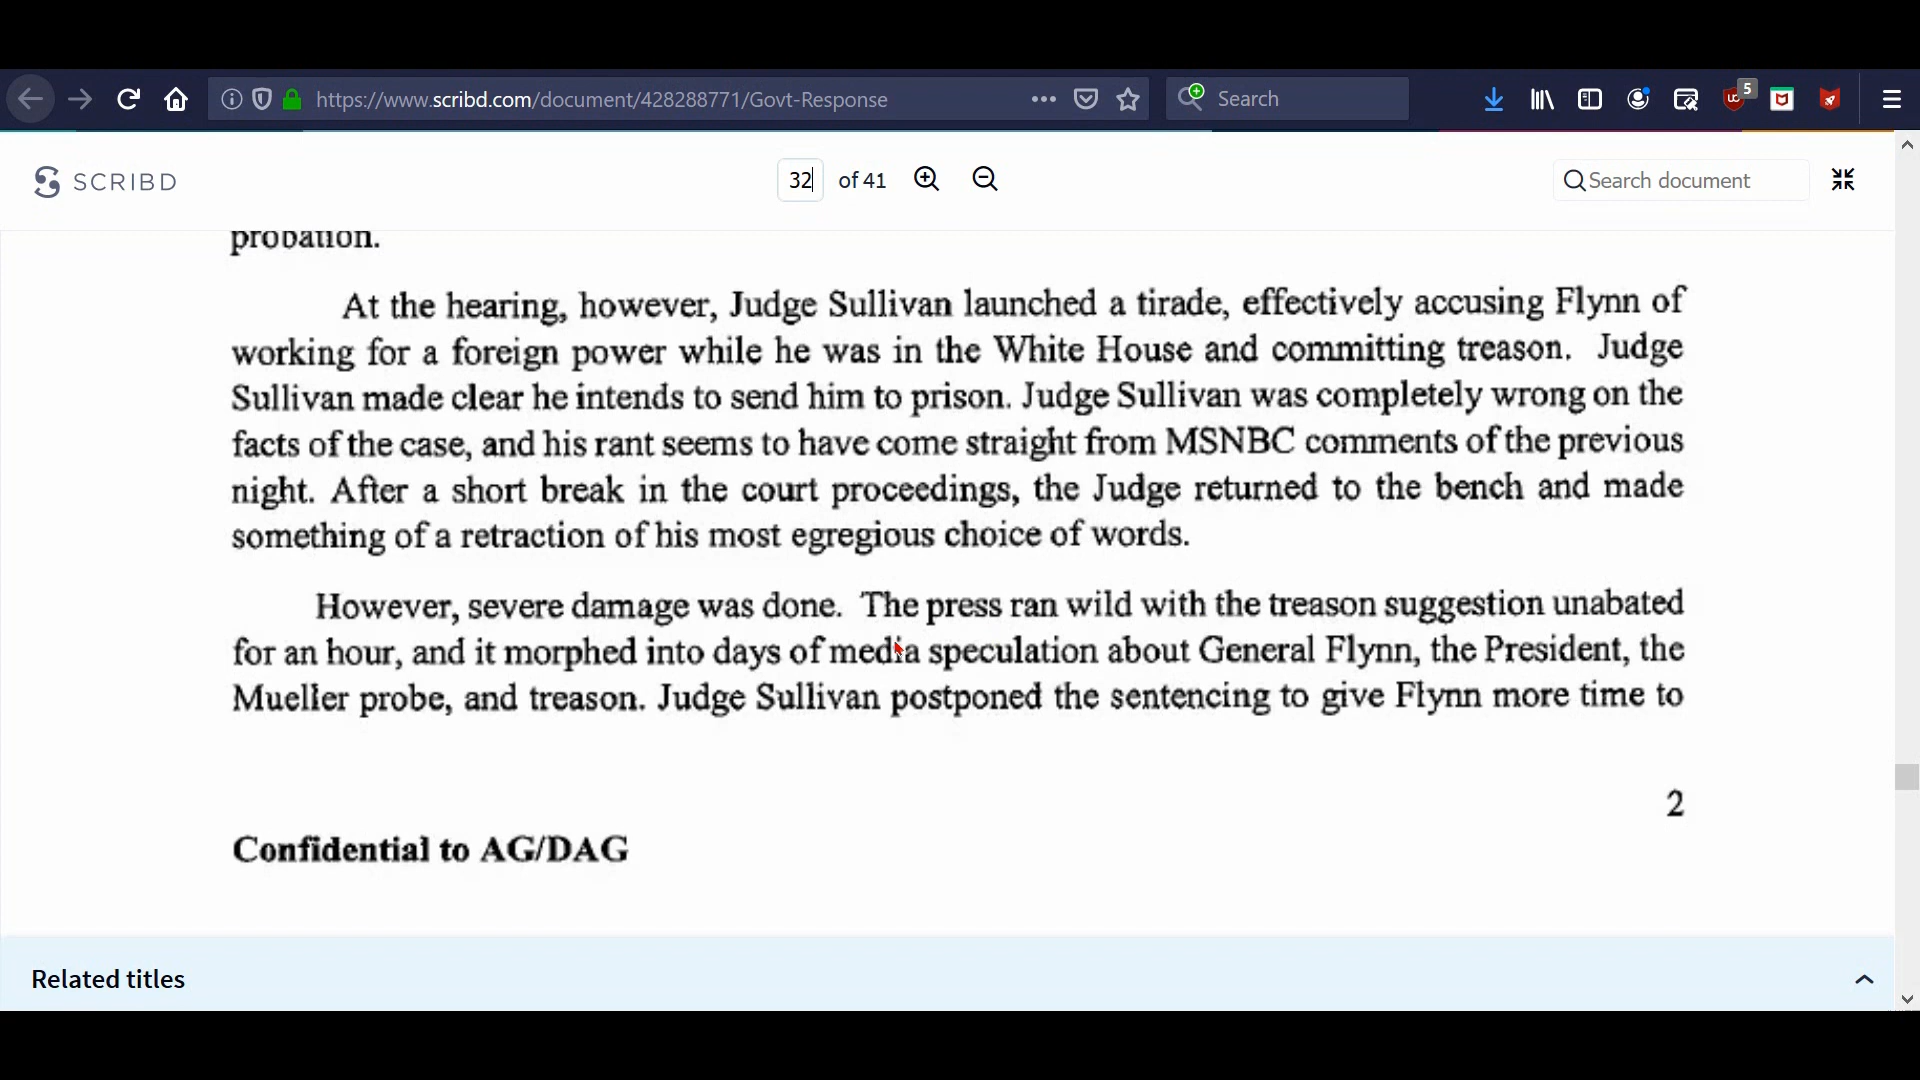 https://www.scribd.com/document/428288771/Govt-Response
Search
5
SCRIBD
32 of 41
Search document
probation.
At the hearing, however, Judge Sullivan launched a tirade, effectively accusing Flynn of
working for a foreign power while he was in the White House and committing treason. Judge
Sullivan made clear he intends to send him to prison. Judge Sullivan was completely wrong on the
facts of the case, and his rant seems to have come straight from MSNBC comments of the previous
night. After a short break in the court proceedings, the Judge returned to the bench and made
something of a retraction of his most egregious choice of words.
However, severe damage was done. The press ran wild with the treason suggestion unabated
for an hour, and it morphed into days of media speculation about General Flynn, the President, the
Mueller probe, and treason. Judge Sullivan postponed the sentencing to give Flynn more time to
2
Confidential to AG/DAG
Related titles